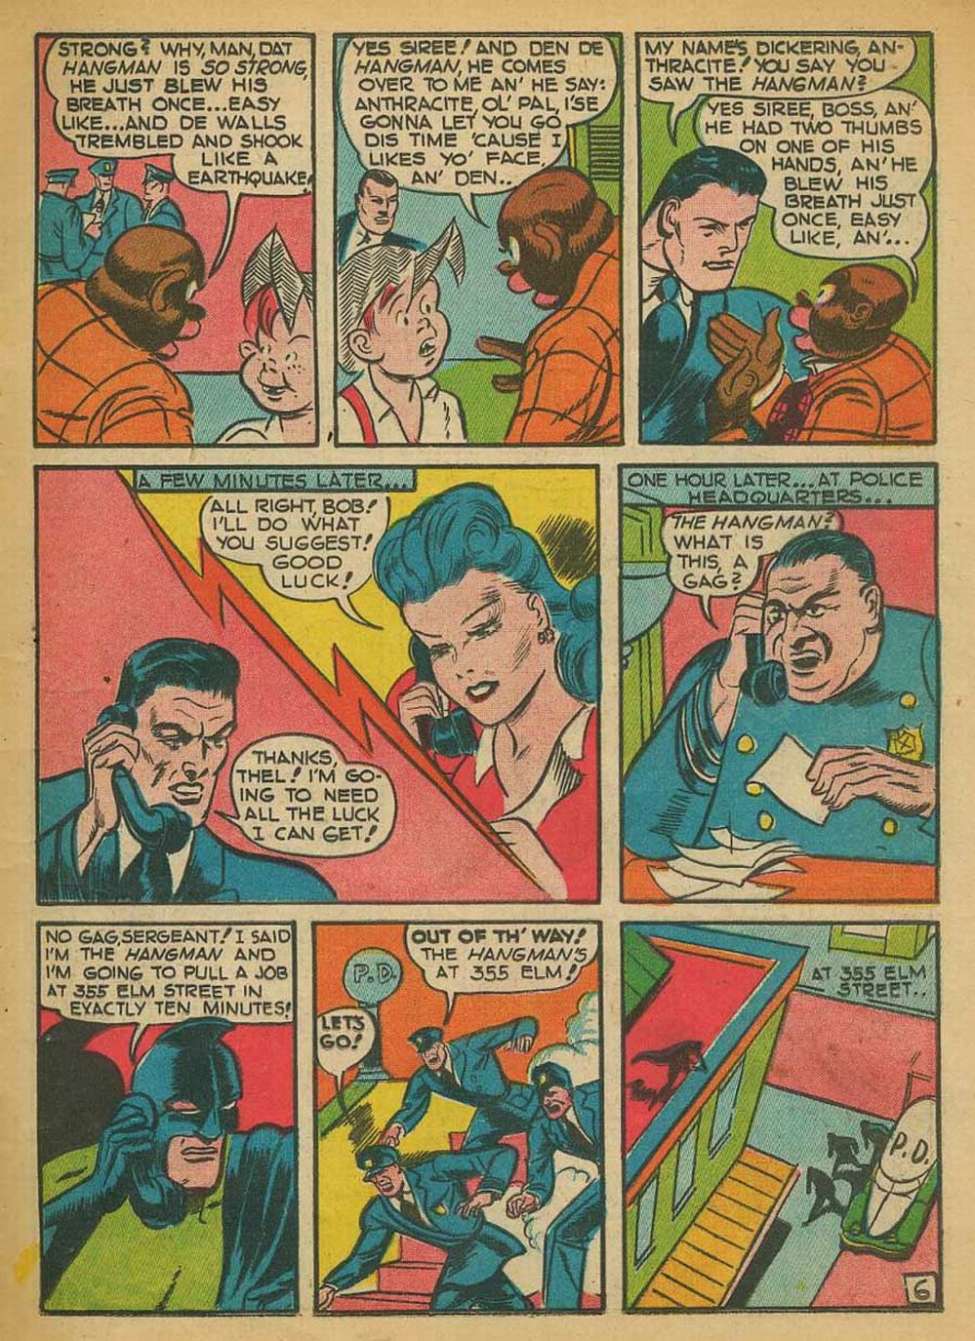 STRONG? WHY, MAN, DAT
HANGMAN IS SO STRONG,
HE JUST BLEW HIS
BREATH ONCE...EASY
LIKE...AND DE WALLS
TREMBLED AND SHOOK
LIKE A
EARTHQUAKE!
YES SIREE! AND DEN DE
HANGMAN, HE COMES
OVER TO ME AN' HE SAY:
ANTHRACITE, OL' PAL, I'SE
GONNA LET YOU GO
DIS TIME 'CAUSE I
LIKES YO' FACE,
AN' DEN..
MY NAME'S DICKERING, AN-
THRACITE! YOU SAY YOU
SAW THE HANGMAN?
YES SIREE, BOSS, AN'
HE HAD TWO THUMBS
ON ONE OF HIS
HANDS, AN' HE
BLEW HIS
BREATH JUST
ONCE, EASY
LIKE, AN'...
A FEW MINUTES LATER...
ALL RIGHT, BOB!
I'LL DO WHAT
YOU SUGGEST!
GOOD
LUCK!
THANKS,
THEL! I'M GO-
ING TO NEED
ALL THE LUCK
I CAN GET!
ONE HOUR LATER...AT POLICE
HEADQUARTERS...
THE HANGMAN?
WHAT IS
THIS, A
GAG?
NO GAG, SERGEANT! I SAID
I'M THE HANGMAN AND
I'M GOING TO PULL A JOB
AT 355 ELM STREET IN
EXACTLY TEN MINUTES!
P.D.
OUT OF TH' WAY!
THE HANGMAN'S
AT 355 ELM!
LET'S
GO!
AT 355 ELM
STREET..
P.D.
6